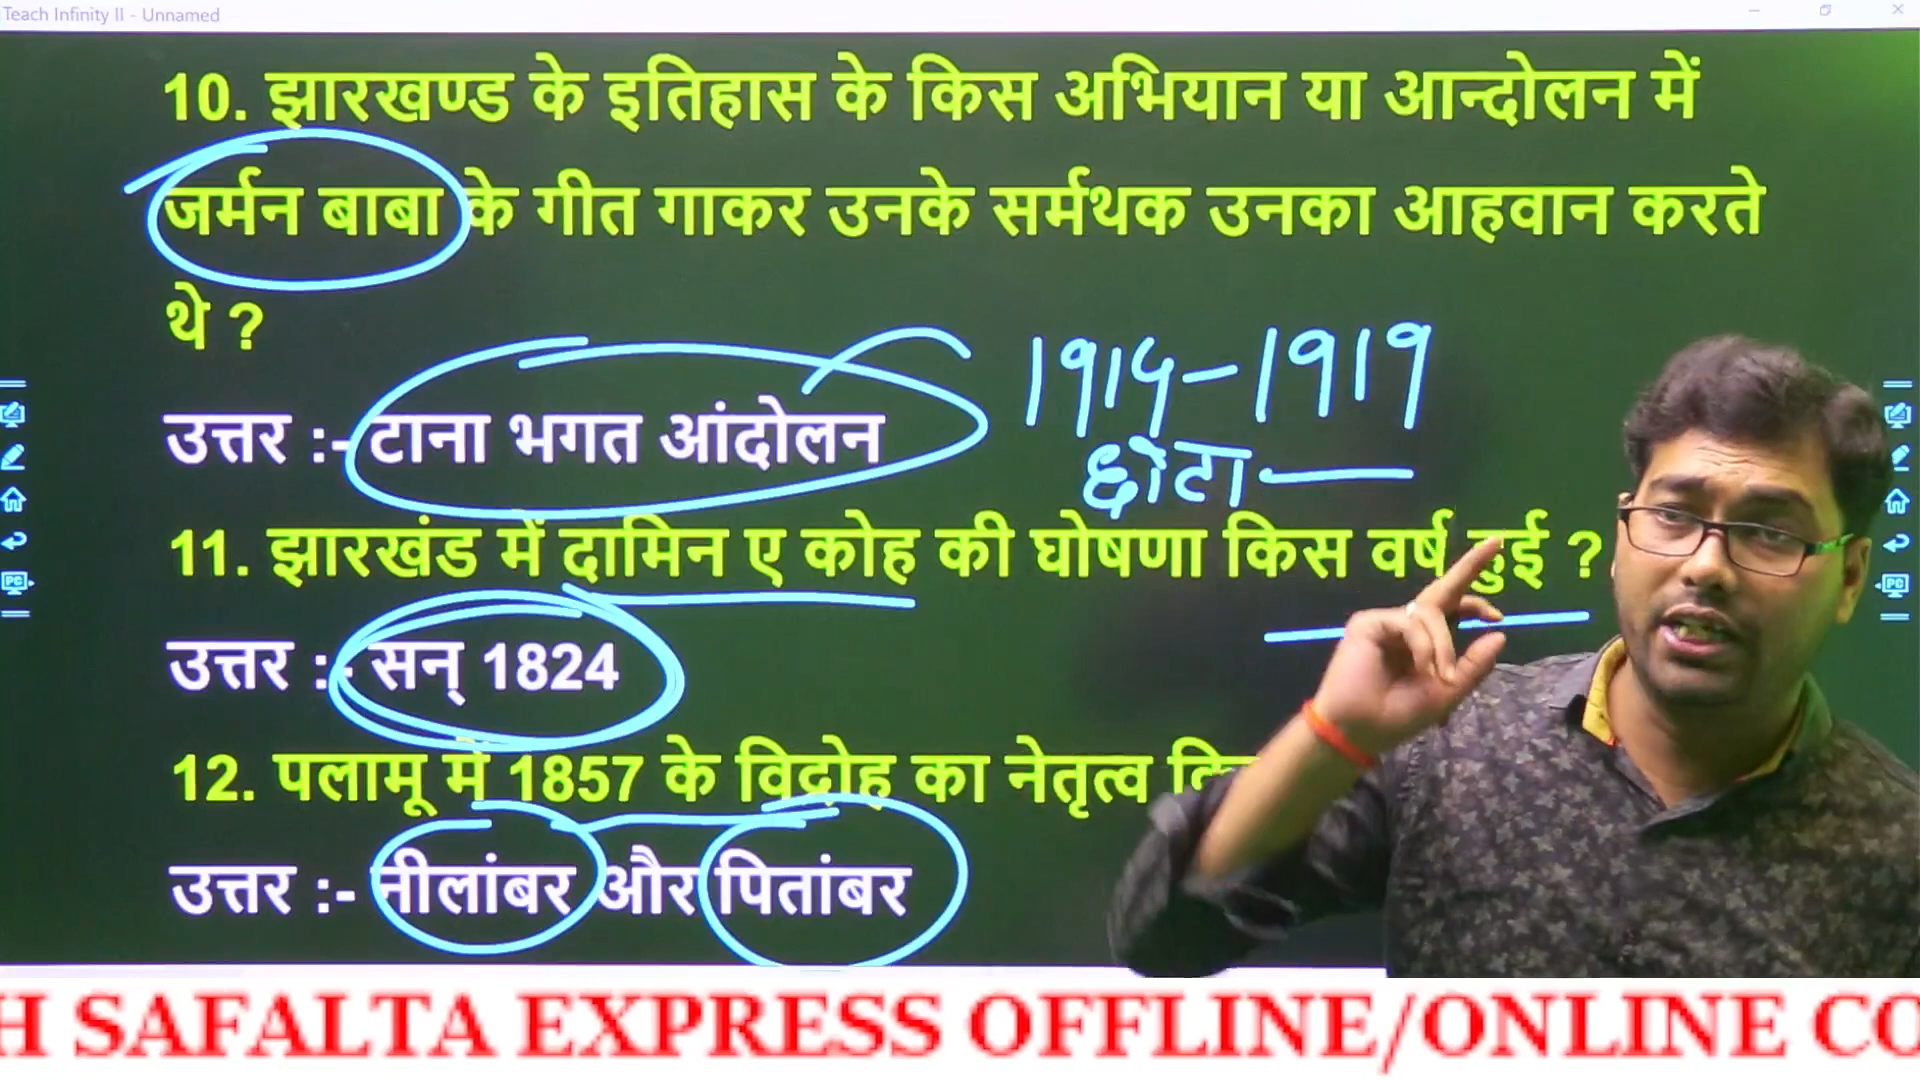 Teach Infinity II - Unnamed
10. झारखण्ड के इतिहास के किस अभियान या आन्दोलन में
जर्मन बाबा के गीत गाकर उनके सर्मथक उनका आहवान करते
थे ?
1914-1919
उत्तर :- टाना भगत आंदोलन
छोटा
11. झारखंड में दामिन ए कोह की घोषणा किस वर्ष हुई ?
उत्तर :- सन् 1824
12. पलामू में 1857 के विद्रोह का नेतृत्व
उत्तर :- नीलांबर और पितांबर
H SAFALTA EXPRESS OFFLINE/ONLINE CO